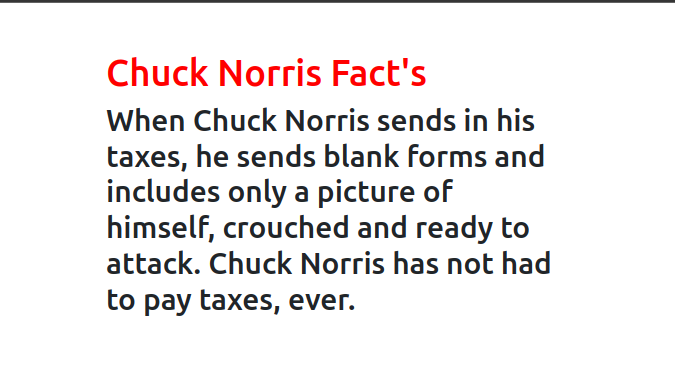 Chuck Norris Fact's
When Chuck Norris sends in his
taxes, he sends blank forms and
includes only a picture of
himself, crouched and ready to
attack. Chuck Norris has not had
to pay taxes, ever.